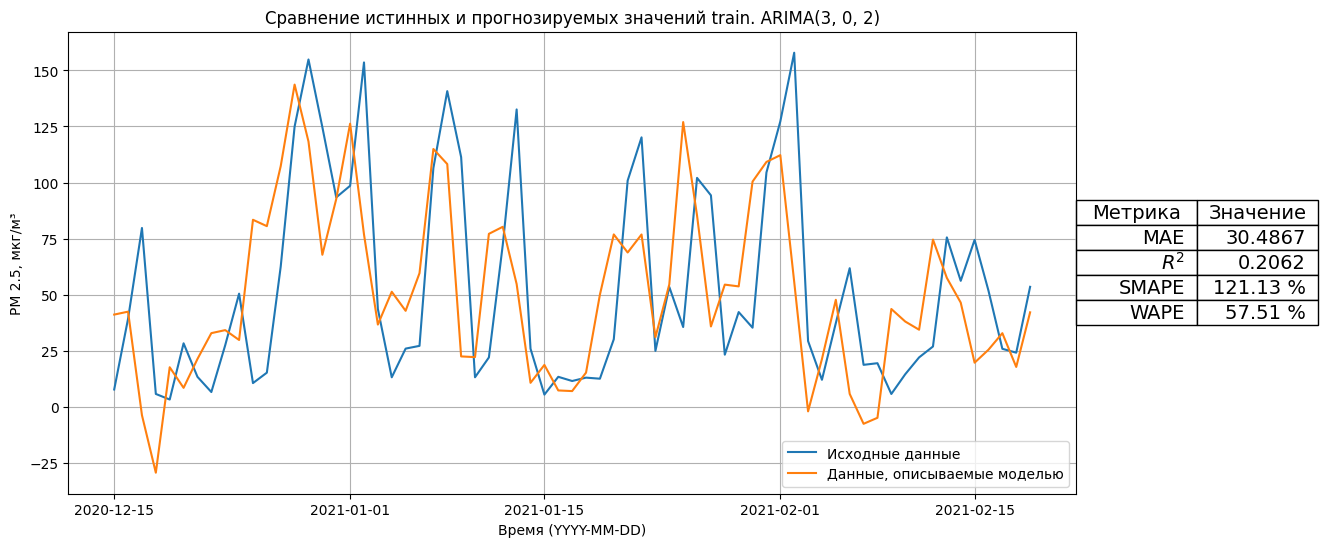 Сравнение истинных и прогнозируемых значений train. ARIMA(3, 0, 2)
PM 2.5, мкг/м³
150
125
100
75
50
25
0
−25
2020-12-15
2021-01-01
2021-01-15
2021-02-01
2021-02-15
Время (YYYY-MM-DD)
Исходные данные
Данные, описываемые моделью
Метрика Значение
MAE 30.4867
R² 0.2062
SMAPE 121.13 %
WAPE 57.51 %